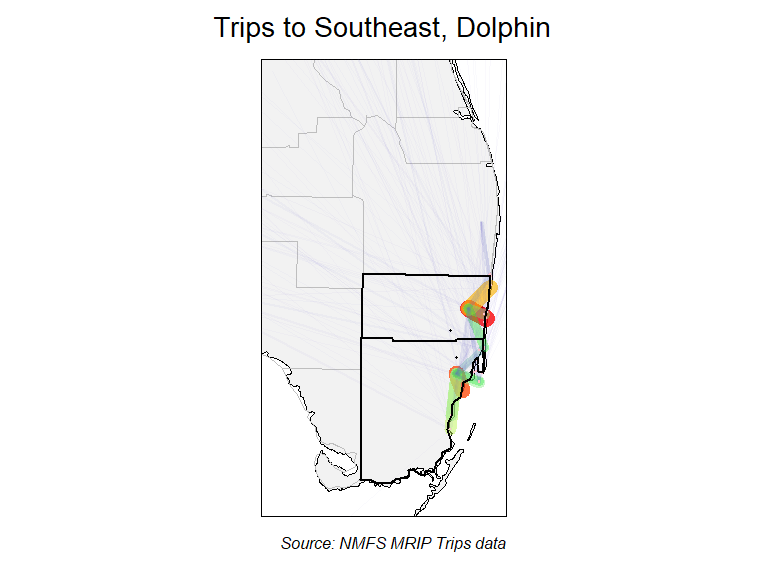 Trips to Southeast, Dolphin
Source: NMFS MRIP Trips data